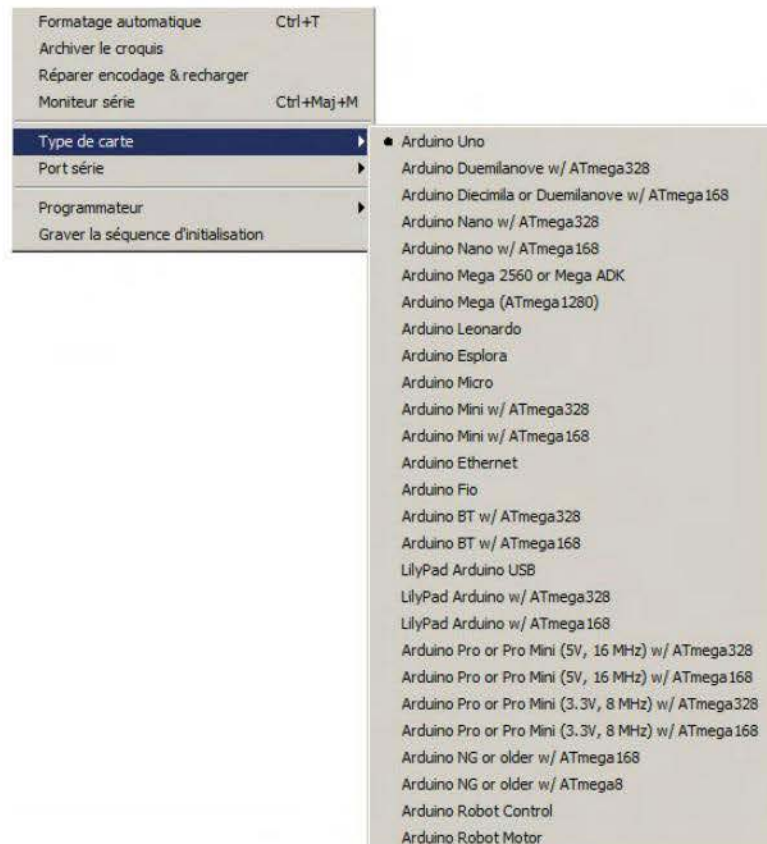 Formatage automatique Ctrl+T
Archiver le croquis
Réparer encodage & recharger
Moniteur série Ctrl+Maj+M
Type de carte
Port série
Programmateur
Graver la séquence d'initialisation
Arduino Uno
Arduino Duemilanove w/ ATmega328
Arduino Diecimila or Duemilanove w/ ATmega168
Arduino Nano w/ ATmega328
Arduino Nano w/ ATmega168
Arduino Mega 2560 or Mega ADK
Arduino Mega (ATmega1280)
Arduino Leonardo
Arduino Esplora
Arduino Micro
Arduino Mini w/ ATmega328
Arduino Mini w/ ATmega168
Arduino Ethernet
Arduino Fio
Arduino BT w/ ATmega328
Arduino BT w/ ATmega168
LilyPad Arduino USB
LilyPad Arduino w/ ATmega328
LilyPad Arduino w/ ATmega168
Arduino Pro or Pro Mini (5V, 16 MHz) w/ ATmega328
Arduino Pro or Pro Mini (5V, 16 MHz) w/ ATmega168
Arduino Pro or Pro Mini (3.3V, 8 MHz) w/ ATmega328
Arduino Pro or Pro Mini (3.3V, 8 MHz) w/ ATmega168
Arduino NG or older w/ ATmega168
Arduino NG or older w/ ATmega8
Arduino Robot Control
Arduino Robot Motor